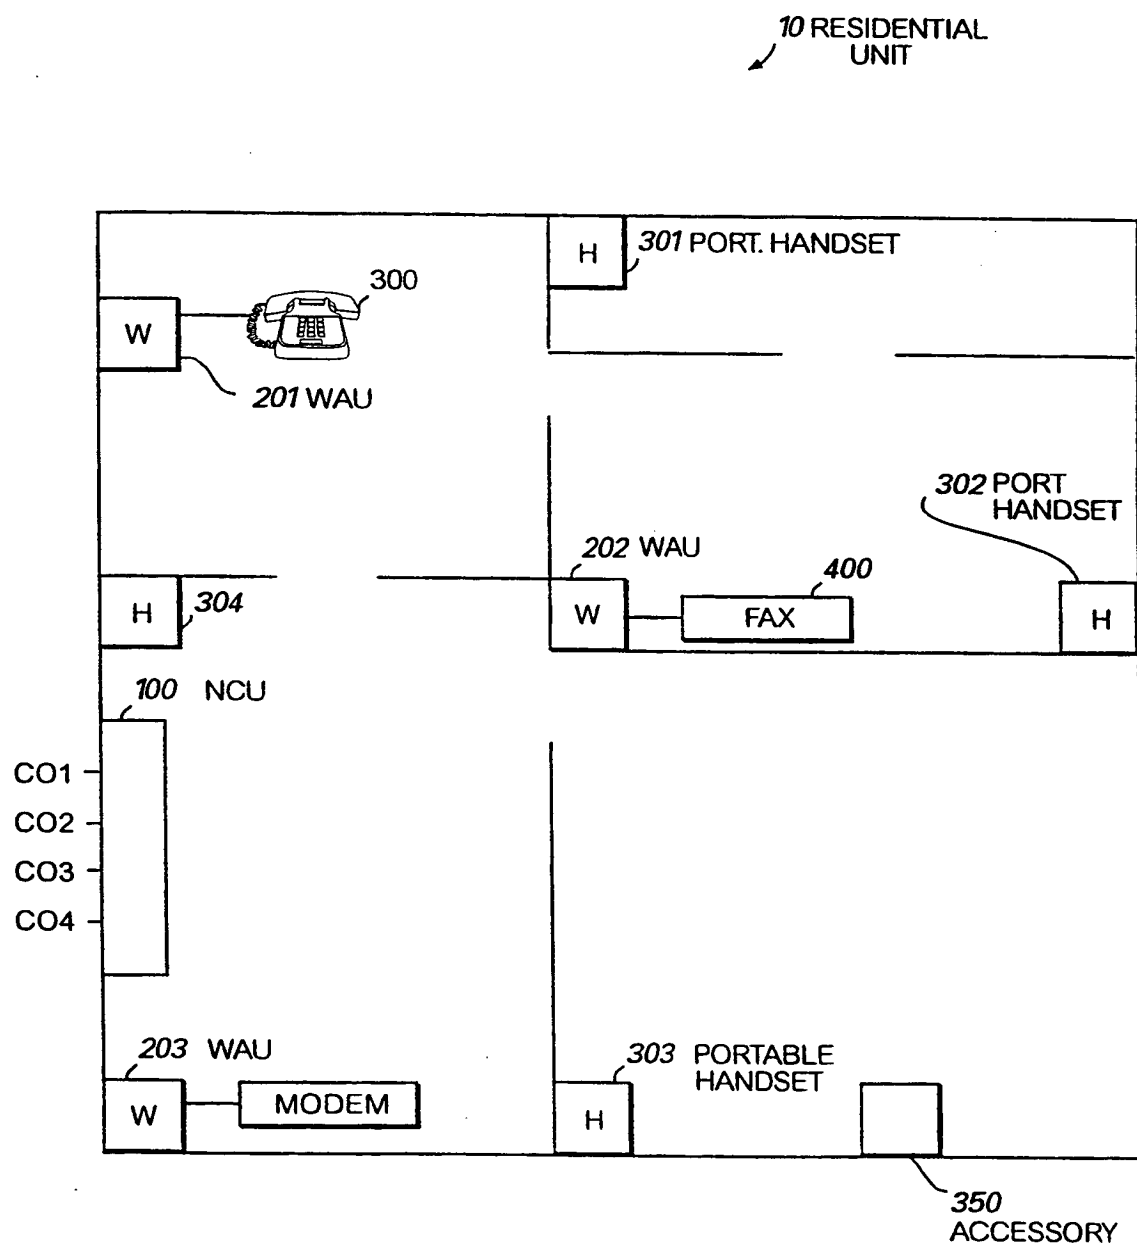 10 RESIDENTIAL
UNIT
H
301 PORT. HANDSET
300
W
201 WAU
302 PORT
HANDSET
202 WAU
400
H
304
W
FAX
H
100 NCU
CO1
CO2
CO3
CO4
203 WAU
303 PORTABLE
HANDSET
W
MODEM
H
350
ACCESSORY